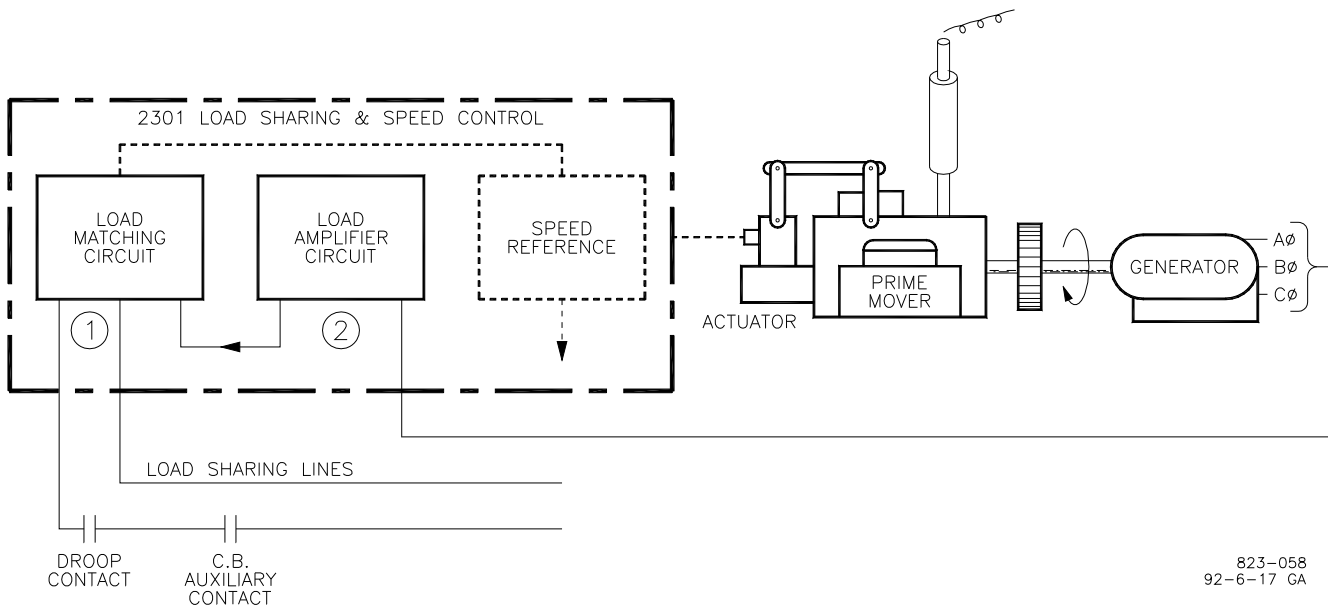 2301 LOAD SHARING & SPEED CONTROL
LOAD
MATCHING
CIRCUIT
LOAD
AMPLIFIER
CIRCUIT
SPEED
REFERENCE
1
2
ACTUATOR
PRIME
MOVER
GENERATOR
AØ
BØ
CØ
LOAD SHARING LINES
DROOP
CONTACT
C.B.
AUXILIARY
CONTACT
823-058
92-6-17 GA